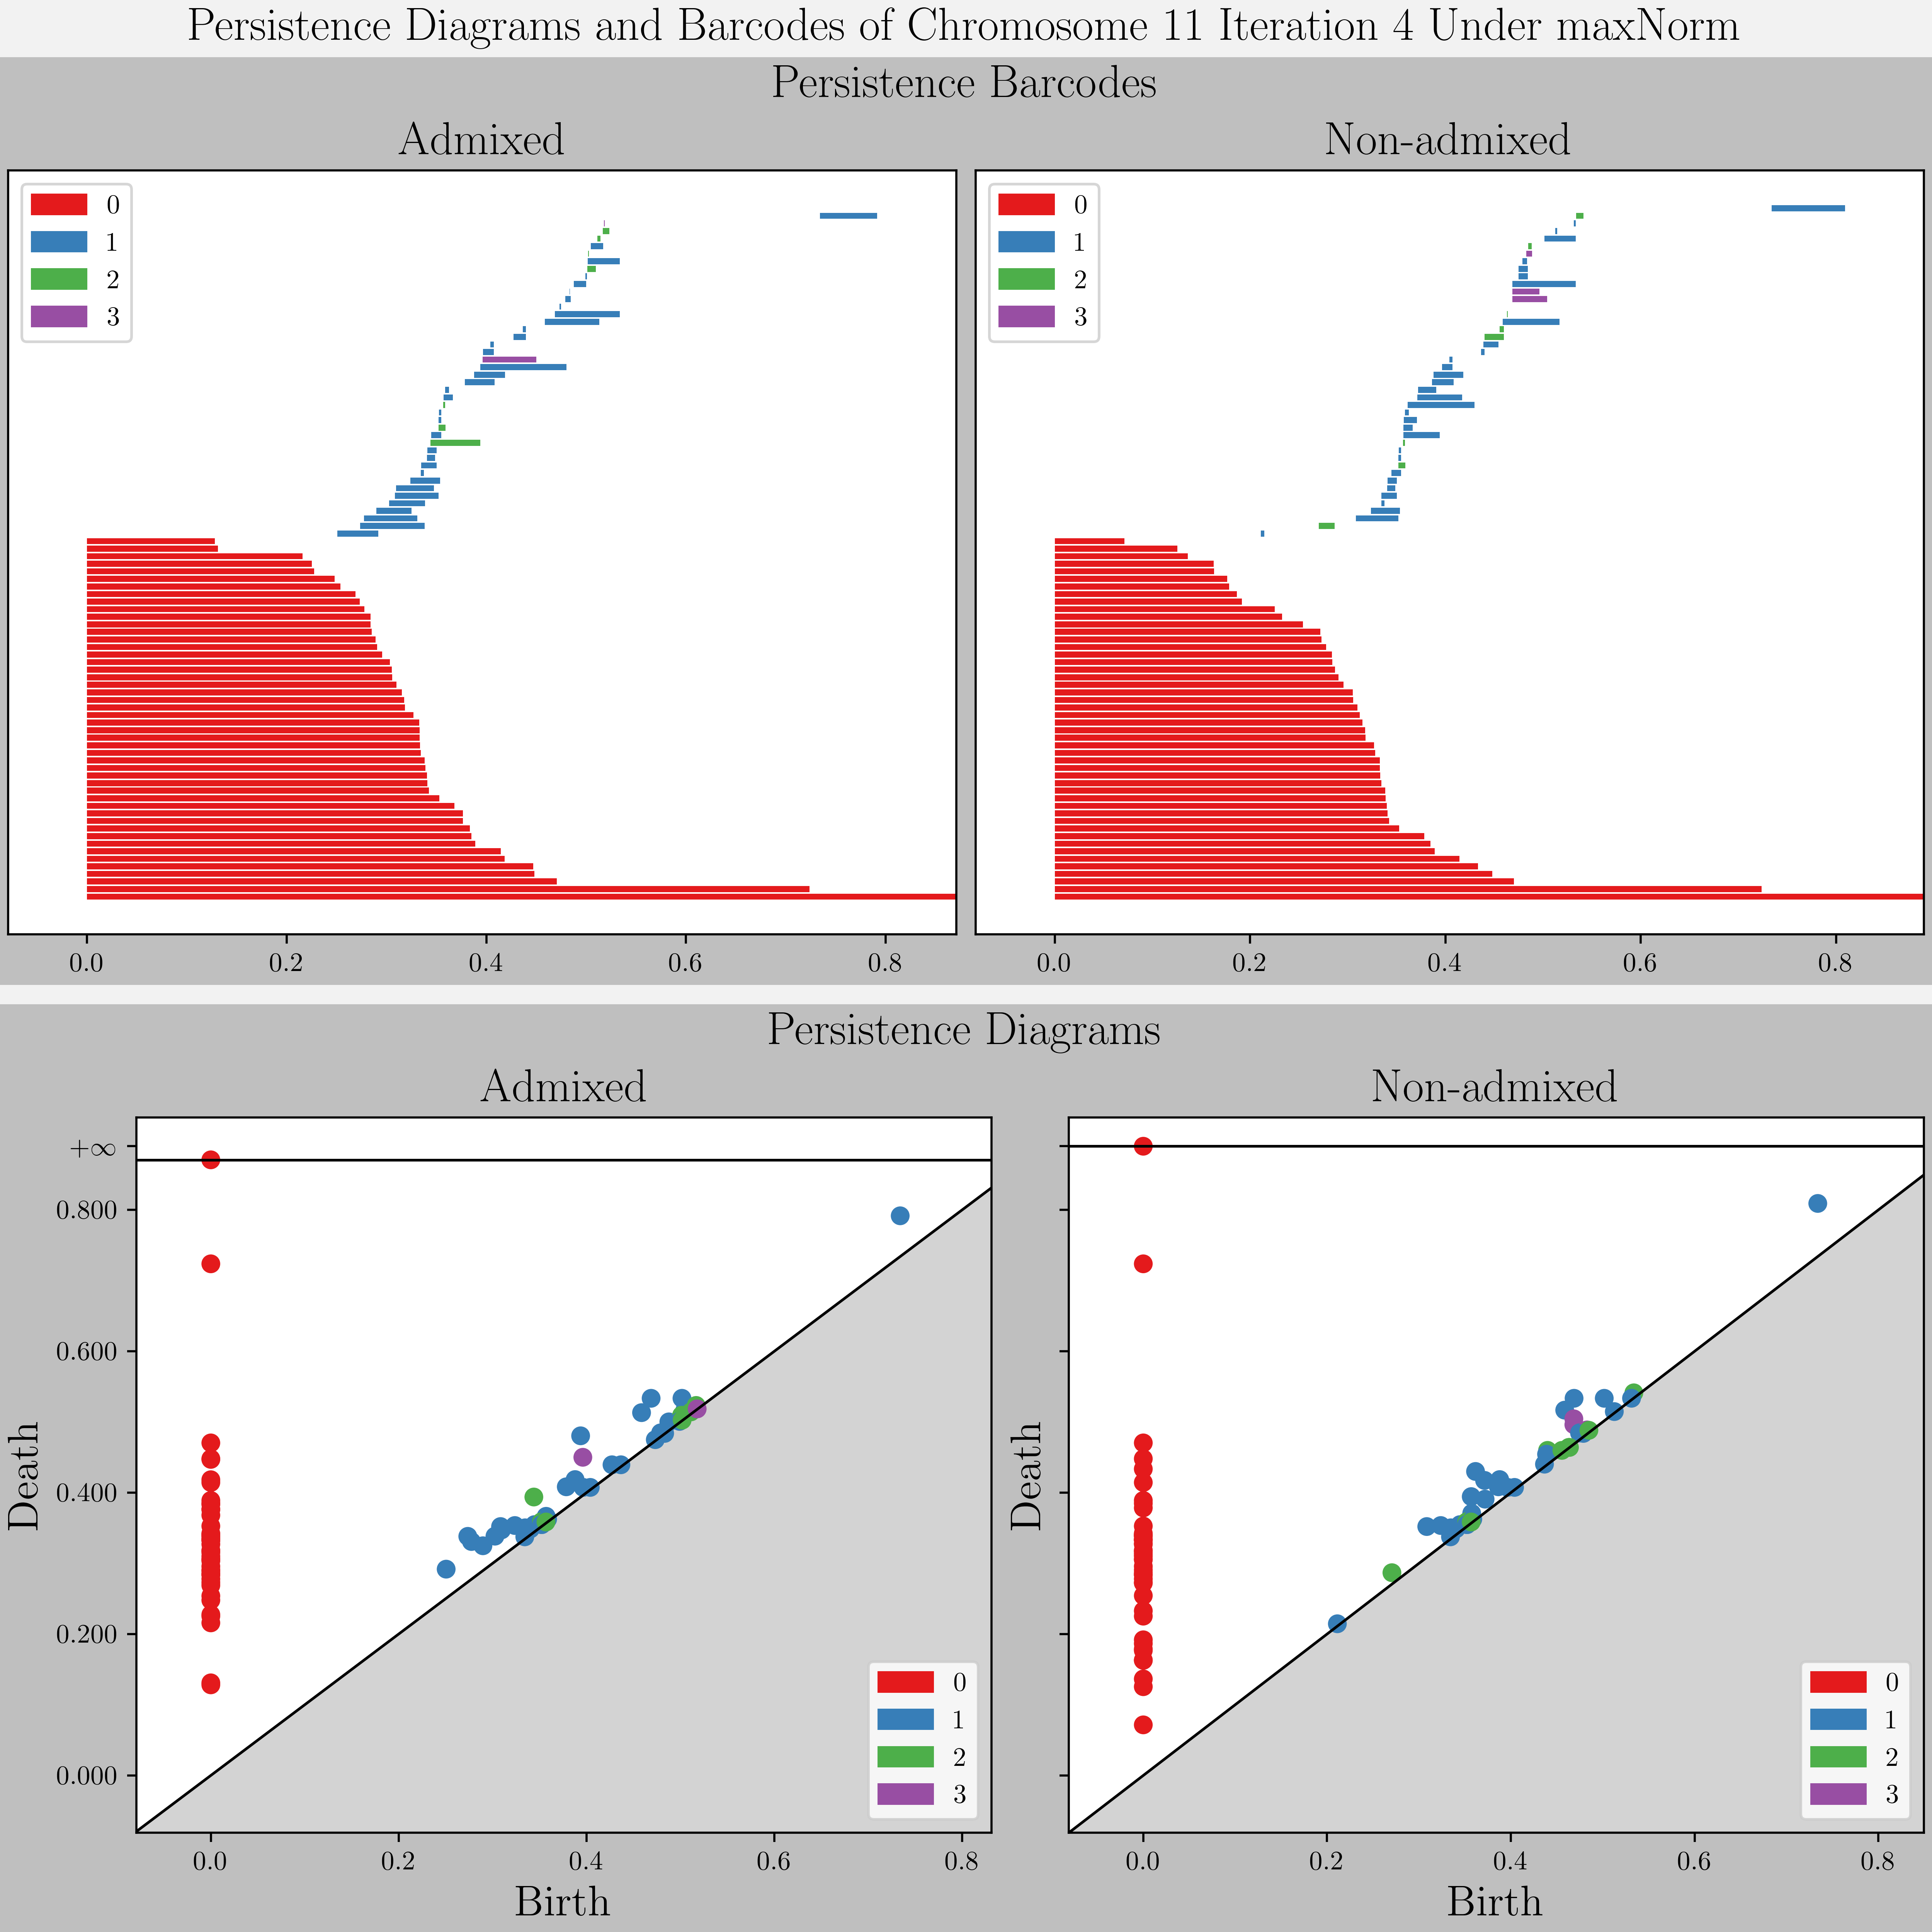 Persistence Diagrams and Barcodes of Chromosome 11 Iteration 4 Under maxNorm
Persistence Barcodes
Admixed
0
1
2
3
0.0 0.2 0.4 0.6 0.8
Non-admixed
0
1
2
3
0.0 0.2 0.4 0.6 0.8
Persistence Diagrams
Admixed
+∞
0.800
0.600
0.400
0.200
0.000
Death
0
1
2
3
0.0 0.2 0.4 0.6 0.8
Birth
Non-admixed
Death
0
1
2
3
0.0 0.2 0.4 0.6 0.8
Birth